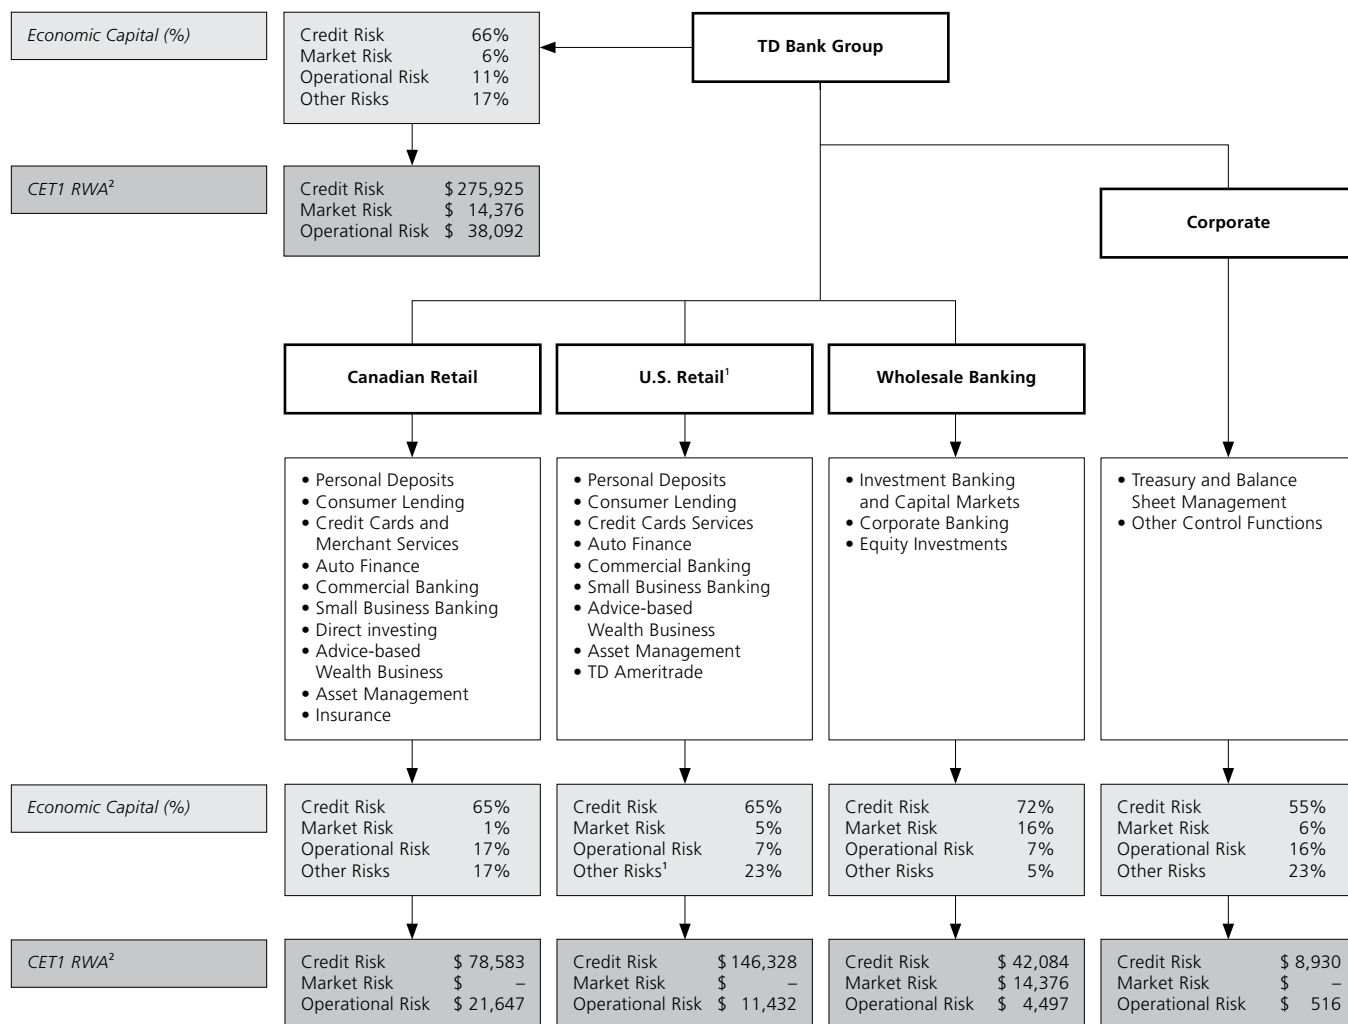 Economic Capital (%)
Credit Risk 66%
Market Risk 6%
Operational Risk 11%
Other Risks 17%
TD Bank Group
CET1 RWA²
Credit Risk $ 275,925
Market Risk $ 14,376
Operational Risk $ 38,092
Corporate
Canadian Retail
U.S. Retail¹
Wholesale Banking
• Personal Deposits
• Consumer Lending
• Credit Cards and
Merchant Services
• Auto Finance
• Commercial Banking
• Small Business Banking
• Direct investing
• Advice-based
Wealth Business
• Asset Management
• Insurance
• Personal Deposits
• Consumer Lending
• Credit Cards Services
• Auto Finance
• Commercial Banking
• Small Business Banking
• Advice-based
Wealth Business
• Asset Management
• TD Ameritrade
• Investment Banking
and Capital Markets
• Corporate Banking
• Equity Investments
• Treasury and Balance
Sheet Management
• Other Control Functions
Economic Capital (%)
Credit Risk 65%
Market Risk 1%
Operational Risk 17%
Other Risks 17%
Credit Risk 65%
Market Risk 5%
Operational Risk 7%
Other Risks¹ 23%
Credit Risk 72%
Market Risk 16%
Operational Risk 7%
Other Risks 5%
Credit Risk 55%
Market Risk 6%
Operational Risk 16%
Other Risks 23%
CET1 RWA²
Credit Risk $ 78,583
Market Risk $ –
Operational Risk $ 21,647
Credit Risk $ 146,328
Market Risk $ –
Operational Risk $ 11,432
Credit Risk $ 42,084
Market Risk $ 14,376
Operational Risk $ 4,497
Credit Risk $ 8,930
Market Risk $ –
Operational Risk $ 516